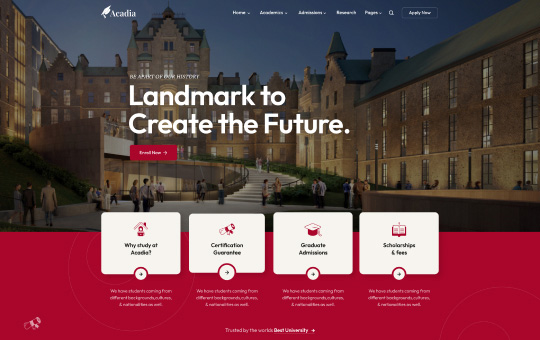 Acadia
Home Academics Admissions Research Pages Apply Now
BE APART OF OUR HISTORY
Landmark to
Create the Future.
Enroll Now →
Why study at
Acadia?
Certification
Guarantee
Graduate
Admissions
Scholarships
& fees
We have students coming from
different backgrounds, cultures,
& nationalities as well.
We have students coming from
different backgrounds, cultures,
& nationalities as well.
We have students coming from
different backgrounds, cultures,
& nationalities as well.
We have students coming from
different backgrounds, cultures,
& nationalities as well.
Trusted by the worlds Best University →